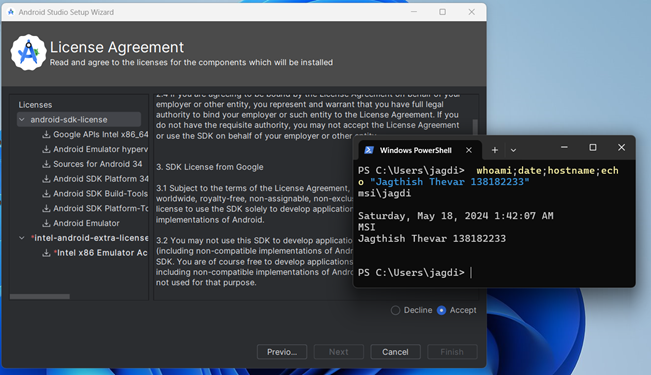 Android Studio Setup Wizard
License Agreement
Read and agree to the licenses for the components which will be installed
Licenses
android-sdk-license
Google APIs Intel x86_64
Android Emulator hyperv
Sources for Android 34
Android SDK Platform 34
Android SDK Build-Tools
Android SDK Platform-To
Android Emulator
*intel-android-extra-license
*Intel x86 Emulator Ac
2.4 If you are agreeing to be bound by the License Agreement on behalf of your
employer or other entity, you represent and warrant that you have full legal
authority to bind your employer or such entity to the License Agreement. If you
do not have the requisite authority, you may not accept the License Agreement
or use the SDK on behalf of your employer or other entity.
3. SDK License from Google
3.1 Subject to the terms of the License Agreement,
worldwide, royalty-free, non-assignable, non-exclu
license to use the SDK solely to develop application
implementations of Android.
3.2 You may not use this SDK to develop application
(including non-compatible implementations of Andro
SDK. You are of course free to develop applications
including non-compatible implementations of Andro
not used for that purpose.
Decline
Accept
Previo...
Next
Cancel
Finish
Windows PowerShell
PS C:\Users\jagdi> whoami;date;hostname;ech
o "Jagthish Thevar 138182233"
msi\jagdi
Saturday, May 18, 2024 1:42:07 AM
MSI
Jagthish Thevar 138182233
PS C:\Users\jagdi>